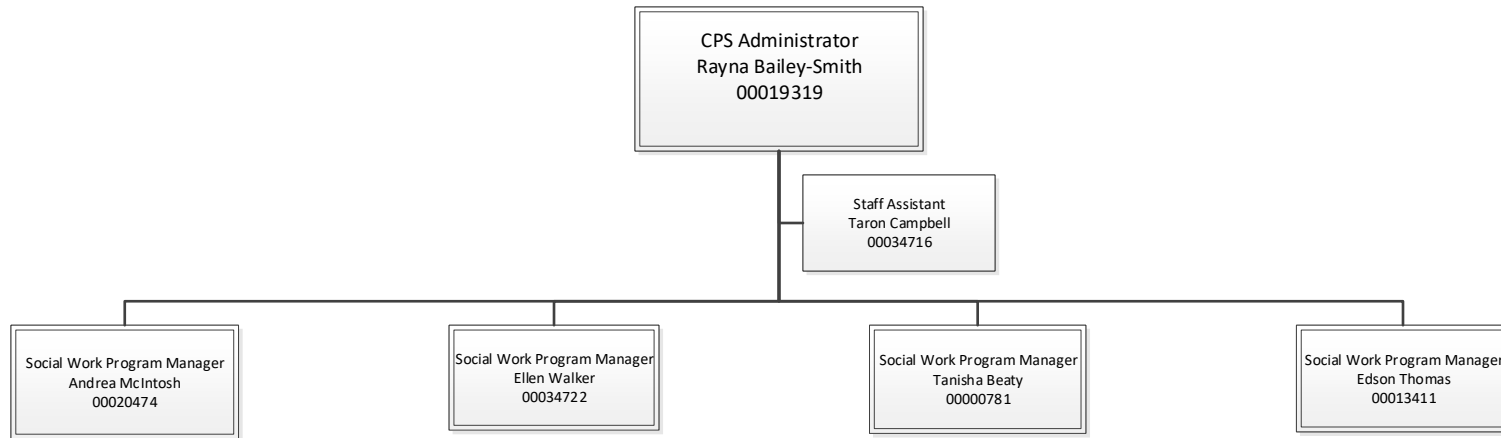 CPS Administrator
Rayna Bailey-Smith
00019319
Staff Assistant
Taron Campbell
00034716
Social Work Program Manager
Andrea McIntosh
00020474
Social Work Program Manager
Ellen Walker
00034722
Social Work Program Manager
Tanisha Beaty
00000781
Social Work Program Manager
Edson Thomas
00013411